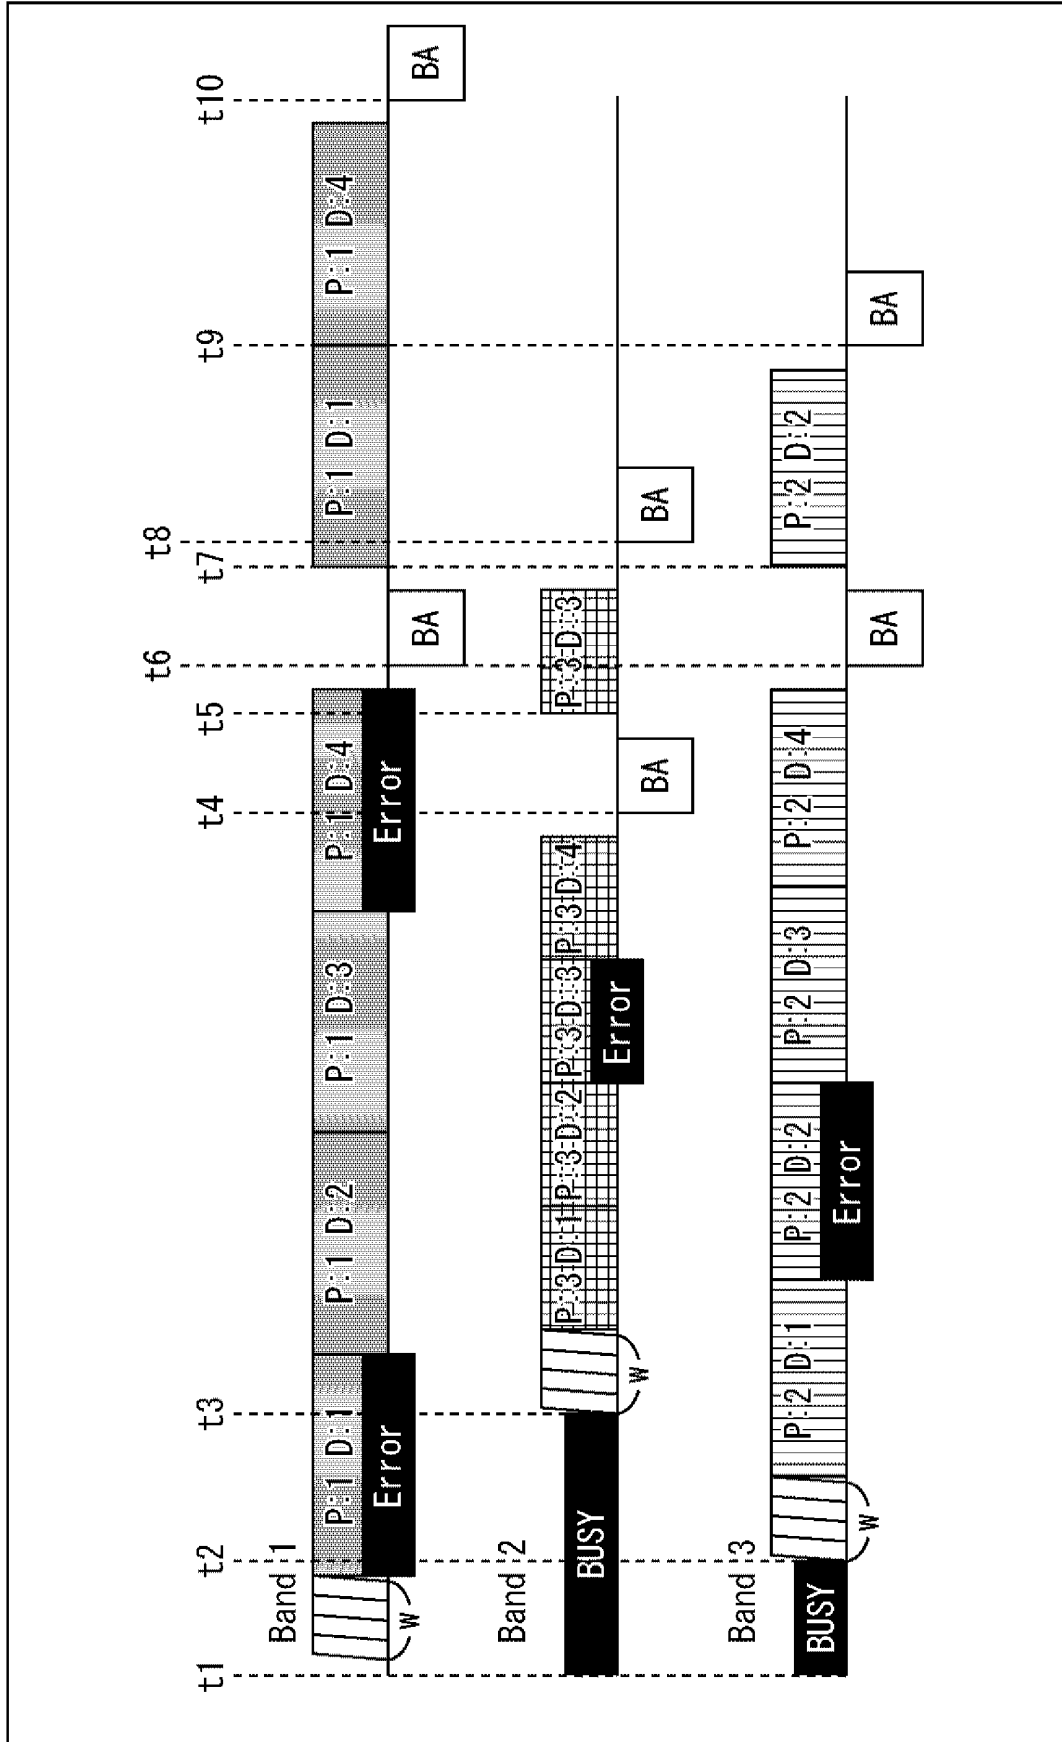 t1 t2 t3 t4 t5 t6 t7 t8 t9 t10
Band 1
w
P:1 D:1
P:1 D:2
P:1 D:3
P:1 D:4
P:1 D:1
P:1 D:4
Error
Error
BA
BA
Band 2
BUSY
w
P:3 D:1
P:3 D:2
P:3 D:3
P:3 D:4
P:3 D:3
Error
BA
BA
Band 3
BUSY
w
P:2 D:1
P:2 D:2
P:2 D:3
P:2 D:4
P:2 D:2
Error
BA
BA